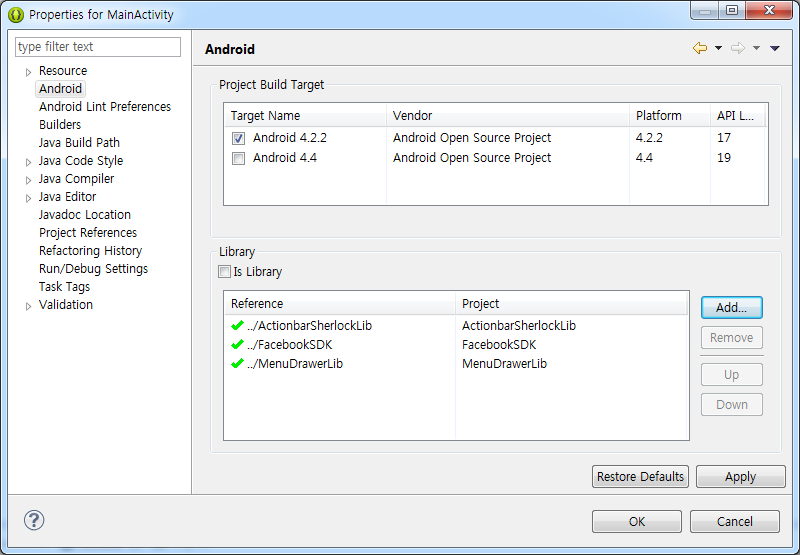 Properties for MainActivity
type filter text
Resource
Android
Android Lint Preferences
Builders
Java Build Path
Java Code Style
Java Compiler
Java Editor
Javadoc Location
Project References
Refactoring History
Run/Debug Settings
Task Tags
Validation
Android
Project Build Target
Target Name Vendor Platform API L...
Android 4.2.2 Android Open Source Project 4.2.2 17
Android 4.4 Android Open Source Project 4.4 19
Library
Is Library
Reference Project
../ActionbarSherlockLib ActionbarSherlockLib
../FacebookSDK FacebookSDK
../MenuDrawerLib MenuDrawerLib
Add...
Remove
Up
Down
Restore Defaults Apply
? OK Cancel